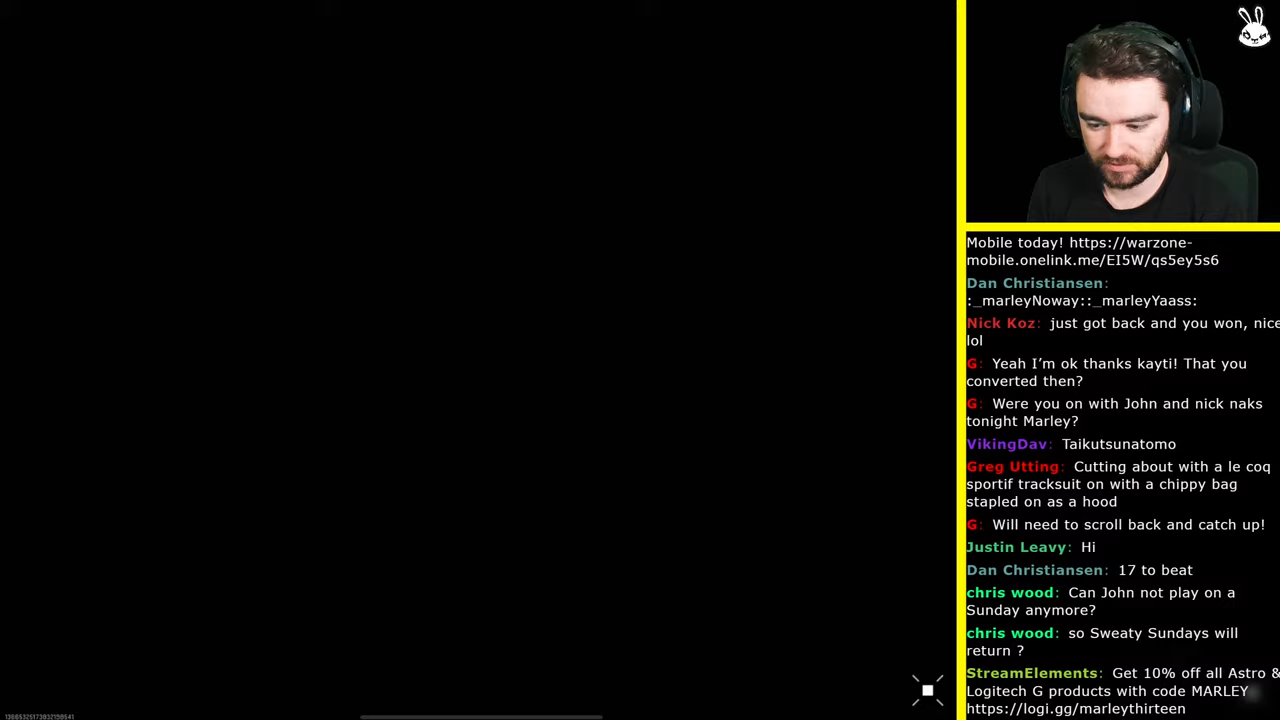 Mobile today! https://warzone-
mobile.onelink.me/EI5W/qs5ey5s6
Dan Christiansen:
:_marleyNoway::_marleyYaass:
Nick Koz: just got back and you won, nice
lol
G: Yeah I’m ok thanks kayti! That you
converted then?
G: Were you on with John and nick naks
tonight Marley?
VikingDav: Taikutsunatomo
Greg Utting: Cutting about with a le coq
sportif tracksuit on with a chippy bag
stapled on as a hood
G: Will need to scroll back and catch up!
Justin Leavy: Hi
Dan Christiansen: 17 to beat
chris wood: Can John not play on a
Sunday anymore?
chris wood: so Sweaty Sundays will
return ?
StreamElements: Get 10% off all Astro &
Logitech G products with code MARLEY
https://logi.gg/marleythirteen